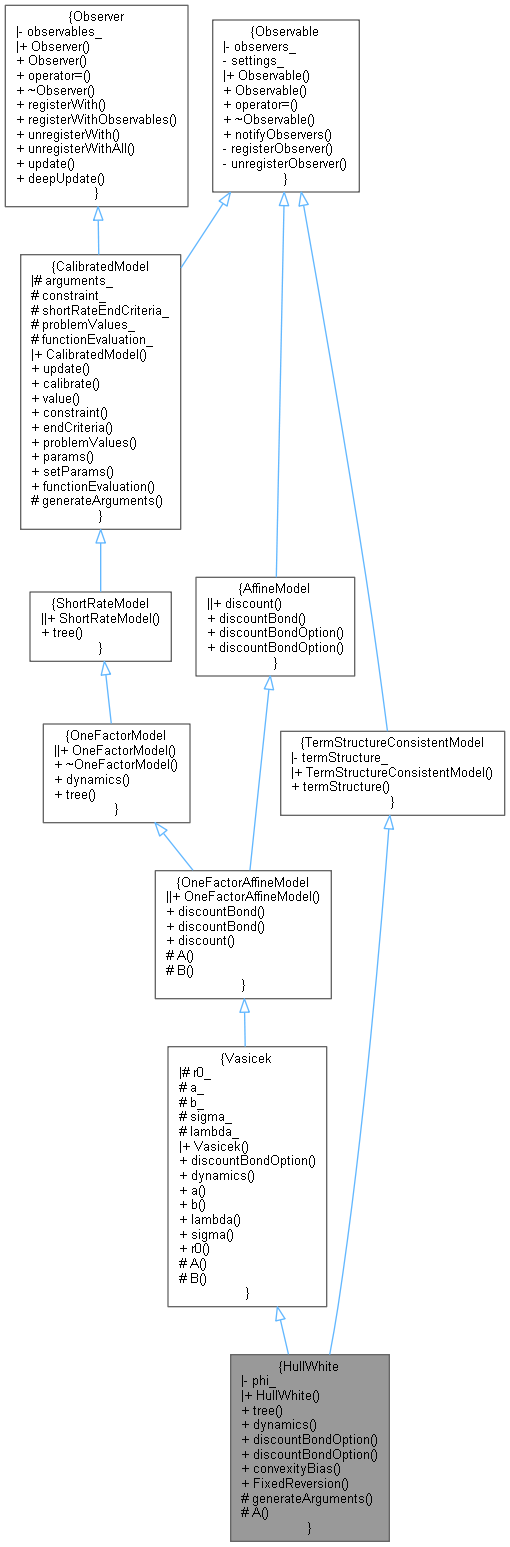 {Observer
|- observables_
|+ Observer()
+ Observer()
+ operator=()
+ ~Observer()
+ registerWith()
+ registerWithObservables()
+ unregisterWith()
+ unregisterWithAll()
+ update()
+ deepUpdate()
}
{Observable
|- observers_
- settings_
|+ Observable()
+ Observable()
+ operator=()
+ ~Observable()
+ notifyObservers()
- registerObserver()
- unregisterObserver()
}
{CalibratedModel
|# arguments_
# constraint_
# shortRateEndCriteria_
# problemValues_
# functionEvaluation_
|+ CalibratedModel()
+ update()
+ calibrate()
+ value()
+ constraint()
+ endCriteria()
+ problemValues()
+ params()
+ setParams()
+ functionEvaluation()
# generateArguments()
}
{ShortRateModel
||+ ShortRateModel()
+ tree()
}
{AffineModel
||+ discount()
+ discountBond()
+ discountBondOption()
+ discountBondOption()
}
{OneFactorModel
||+ OneFactorModel()
+ ~OneFactorModel()
+ dynamics()
+ tree()
}
{TermStructureConsistentModel
|- termStructure_
|+ TermStructureConsistentModel()
+ termStructure()
}
{OneFactorAffineModel
||+ OneFactorAffineModel()
+ discountBond()
+ discountBond()
+ discount()
# A()
# B()
}
{Vasicek
|# r0_
# a_
# b_
# sigma_
# lambda_
|+ Vasicek()
+ discountBondOption()
+ dynamics()
+ a()
+ b()
+ lambda()
+ sigma()
+ r0()
# A()
# B()
}
{HullWhite
|- phi_
|+ HullWhite()
+ tree()
+ dynamics()
+ discountBondOption()
+ discountBondOption()
+ convexityBias()
+ FixedReversion()
# generateArguments()
# A()
}